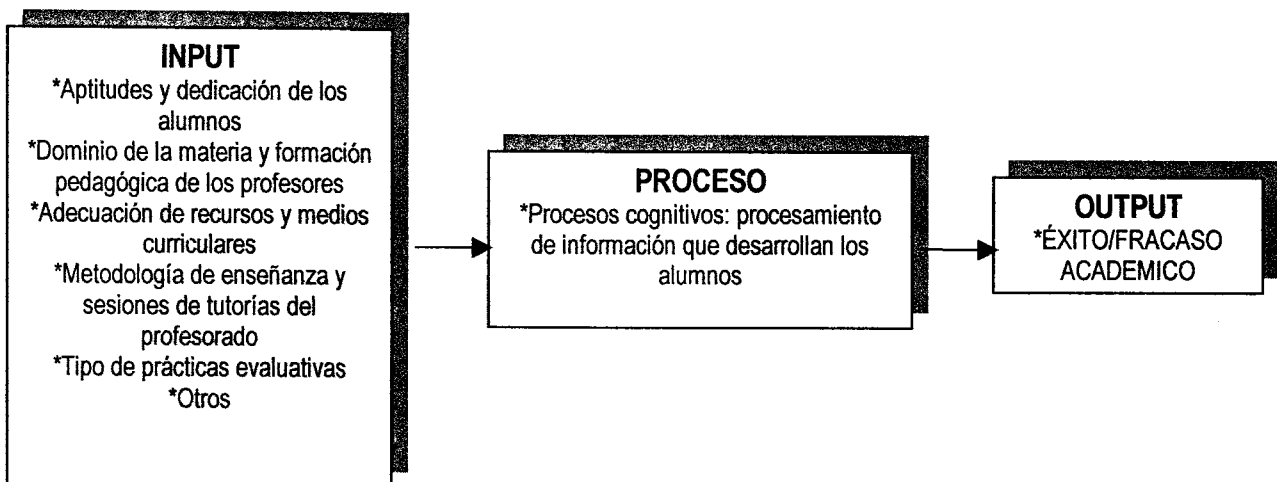 INPUT
*Aptitudes y dedicación de los
alumnos
*Dominio de la materia y formación
pedagógica de los profesores
*Adecuación de recursos y medios
curriculares
*Metodología de enseñanza y
sesiones de tutorías del
profesorado
*Tipo de prácticas evaluativas
*Otros
PROCESO
*Procesos cognitivos: procesamiento
de información que desarrollan los
alumnos
OUTPUT
*ÉXITO/FRACASO
ACADEMICO